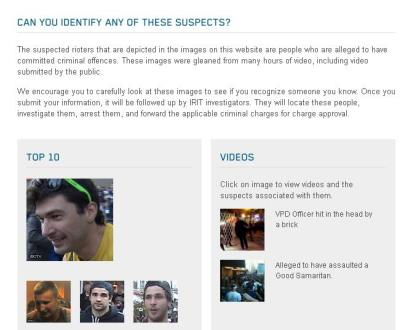 CAN YOU IDENTIFY ANY OF THESE SUSPECTS?
The suspected rioters that are depicted in the images on this website are people who are alleged to have
committed criminal offences. These images were gleaned from many hours of video, including video
submitted by the public.
We encourage you to carefully look at these images to see if you recognize someone you know. Once you
submit your information, it will be followed up by IRIT investigators. They will locate these people,
investigate them, arrest them, and forward the applicable criminal charges for charge approval.
TOP 10
VIDEOS
Click on image to view videos and the
suspects associated with them.
VPD Officer hit in the head by
a brick
Alleged to have assaulted a
Good Samaritan.